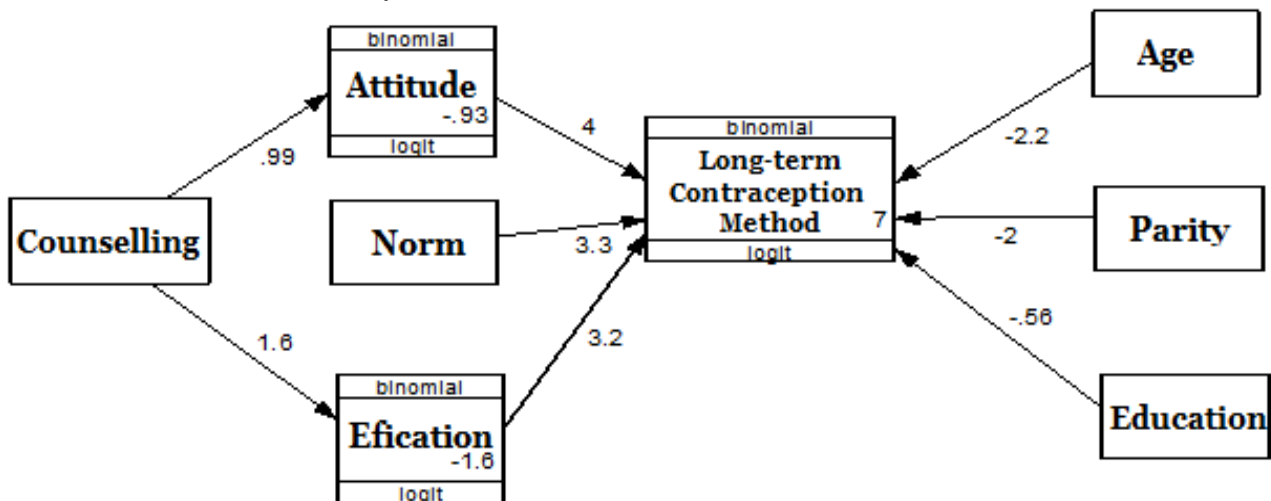 binomial
Attitude
-.93
logit
Age
4
-2.2
.99
binomial
Long-term
Contraception
Method
7
logit
Counselling
Norm
3.3
Parity
-2
1.6
3.2
-.56
binomial
Efication
-1.6
logit
Education